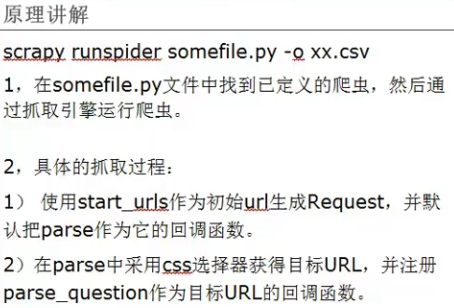 原理讲解
scrapy runspider somefile.py -o xx.csv
1，在somefile.py文件中找到已定义的爬虫，然后通
过抓取引擎运行爬虫。
2，具体的抓取过程：
1） 使用start_urls作为初始url生成Request，并默
认把parse作为它的回调函数。
2）在parse中采用css选择器获得目标URL，并注册
parse_question作为目标URL的回调函数。